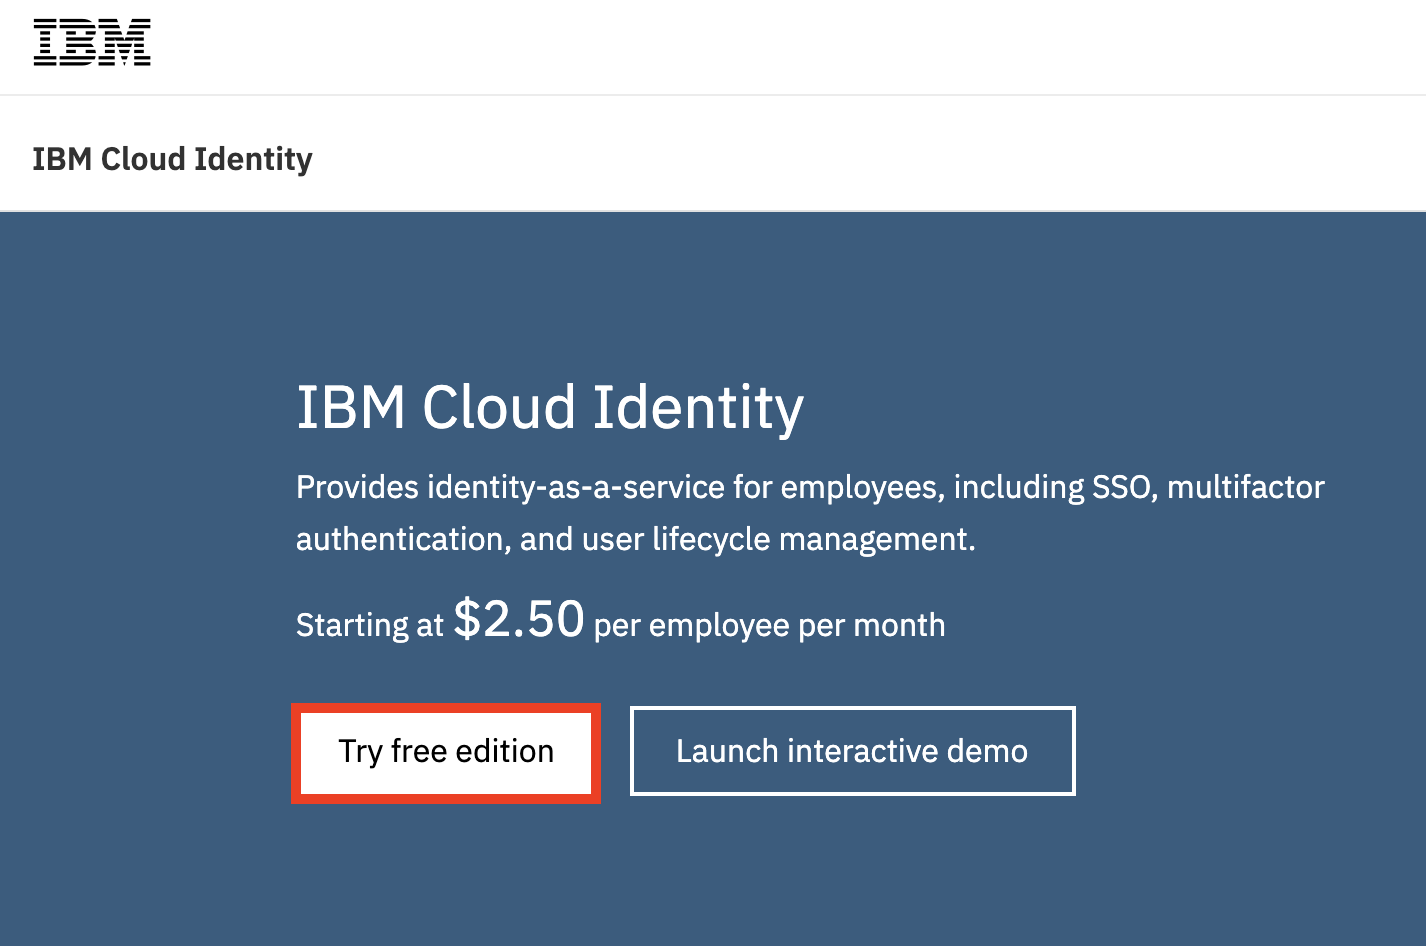 IBM
IBM Cloud Identity
IBM Cloud Identity
Provides identity-as-a-service for employees, including SSO, multifactor
authentication, and user lifecycle management.
Starting at $2.50 per employee per month
Try free edition
Launch interactive demo